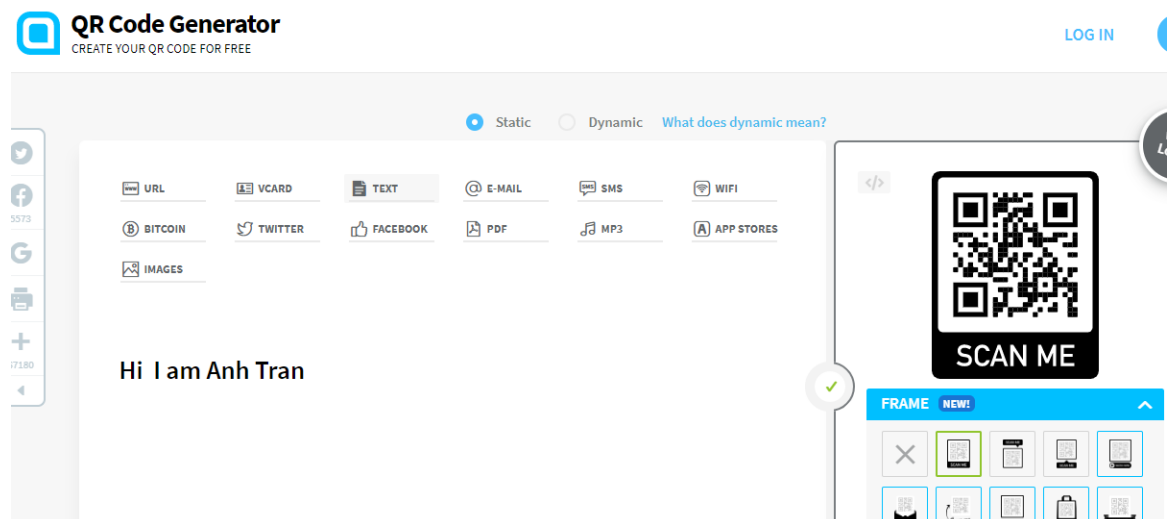 QR Code Generator
CREATE YOUR QR CODE FOR FREE
LOG IN
Static Dynamic What does dynamic mean?
URL VCARD TEXT E-MAIL SMS WIFI
BITCOIN TWITTER FACEBOOK PDF MP3 APP STORES
IMAGES
Hi I am Anh Tran
SCAN ME
FRAME NEW!